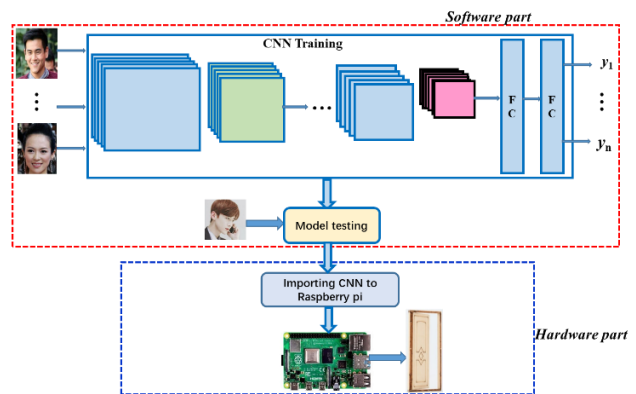 Software part
CNN Training
F
C
F
C
y1
yn
Model testing
Importing CNN to
Raspberry pi
Hardware part